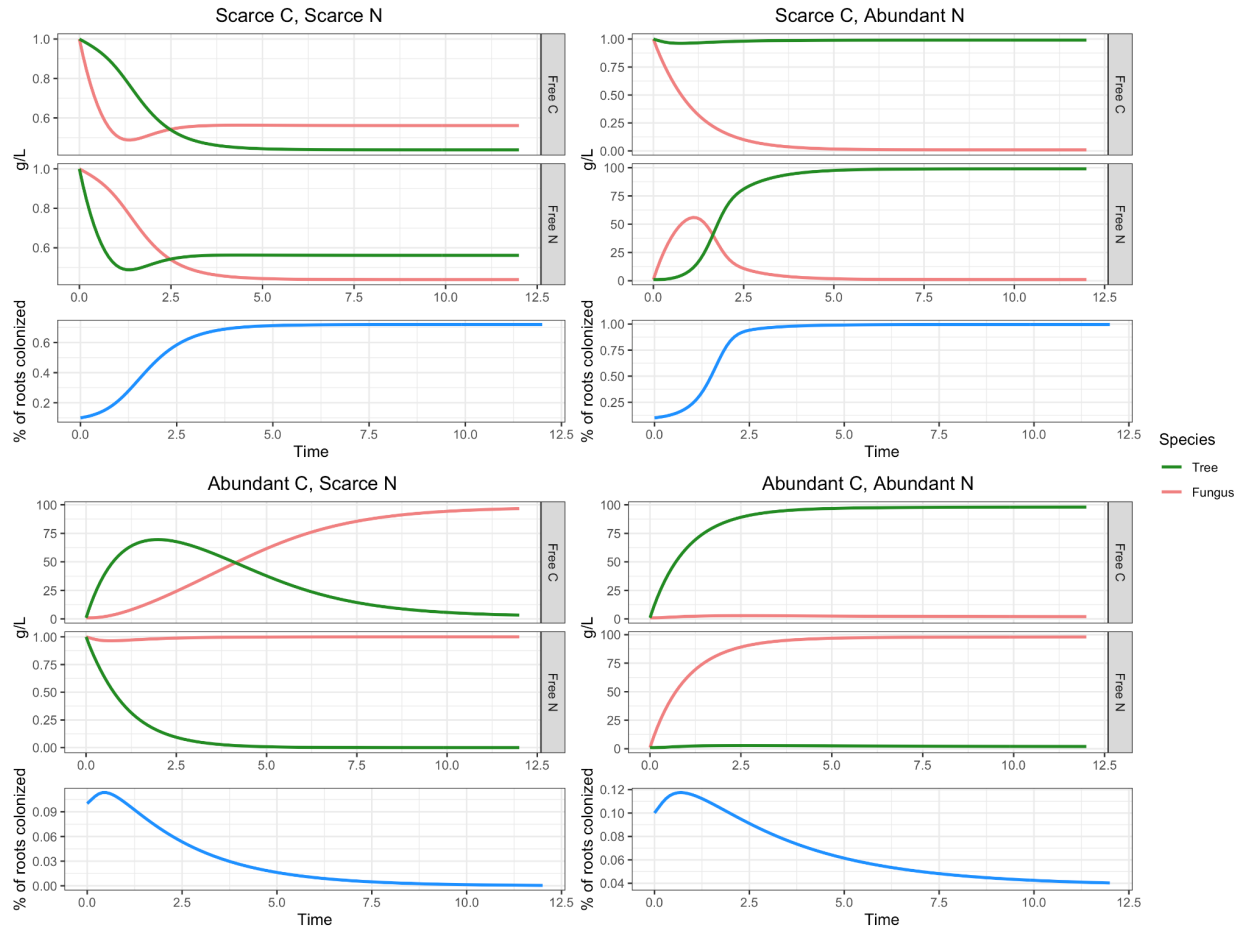 Scarce C, Scarce N
1.0
0.8
0.6
Free C
g/L
1.0
0.8
0.6
Free N
0.0 2.5 5.0 7.5 10.0 12.5
% of roots colonized
0.6
0.4
0.2
0.0 2.5 5.0 7.5 10.0 12.5
Time
Scarce C, Abundant N
1.00
0.75
0.50
0.25
0.00
Free C
g/L
100
75
50
25
0
Free N
0.0 2.5 5.0 7.5 10.0 12.5
% of roots colonized
1.00
0.75
0.50
0.25
0.0 2.5 5.0 7.5 10.0 12.5
Time
Abundant C, Scarce N
100
75
50
25
0
Free C
g/L
1.00
0.75
0.50
0.25
0.00
Free N
0.0 2.5 5.0 7.5 10.0 12.5
% of roots colonized
0.09
0.06
0.03
0.00
0.0 2.5 5.0 7.5 10.0 12.5
Time
Abundant C, Abundant N
100
75
50
25
0
Free C
g/L
100
75
50
25
0
Free N
0.0 2.5 5.0 7.5 10.0 12.5
% of roots colonized
0.12
0.10
0.08
0.06
0.04
0.0 2.5 5.0 7.5 10.0 12.5
Time
Species
Tree
Fungus